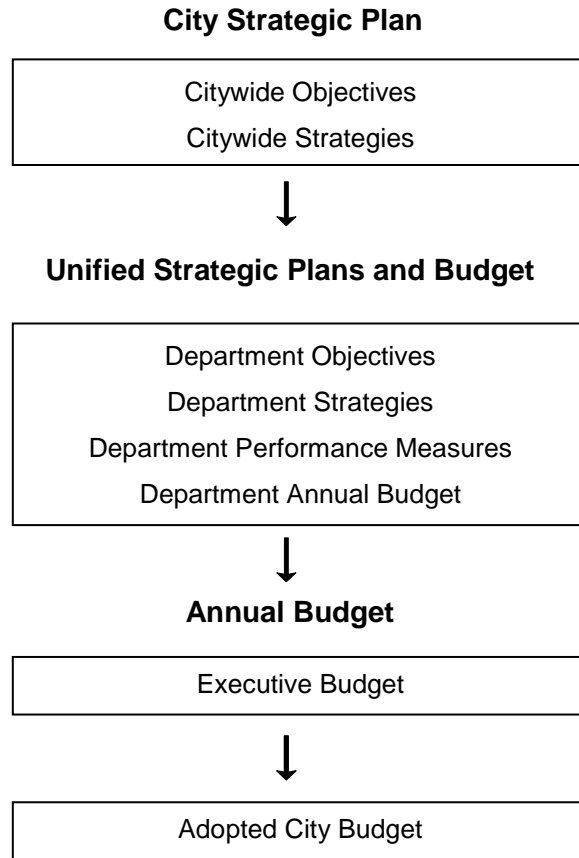 City Strategic Plan
Citywide Objectives
Citywide Strategies
Unified Strategic Plans and Budget
Department Objectives
Department Strategies
Department Performance Measures
Department Annual Budget
Annual Budget
Executive Budget
Adopted City Budget